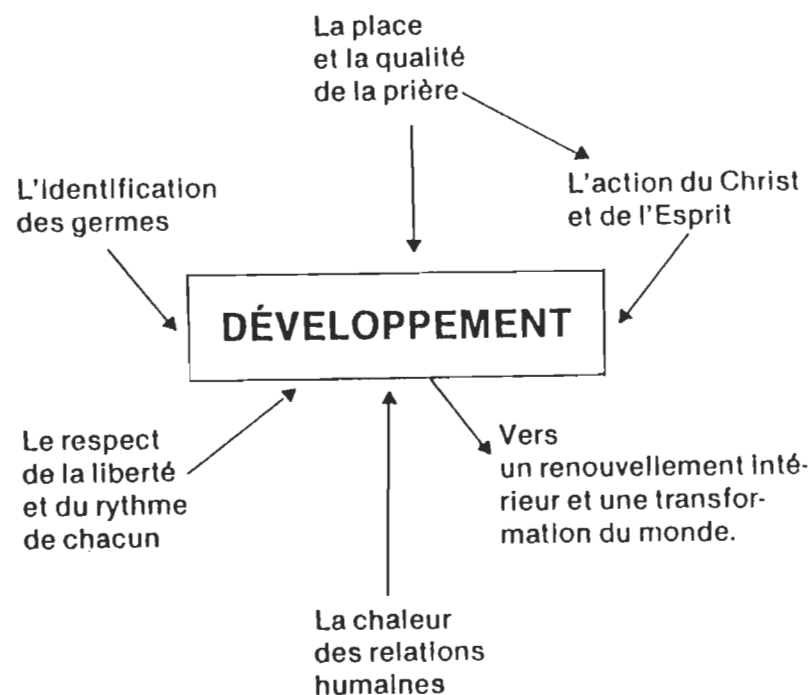 La place
et la qualité
de la prière
L'identification
des germes
L'action du Christ
et de l'Esprit
DÉVELOPPEMENT
Le respect
de la liberté
et du rythme
de chacun
Vers
un renouvellement inté-
rieur et une transfor-
mation du monde.
La chaleur
des relations
humaines